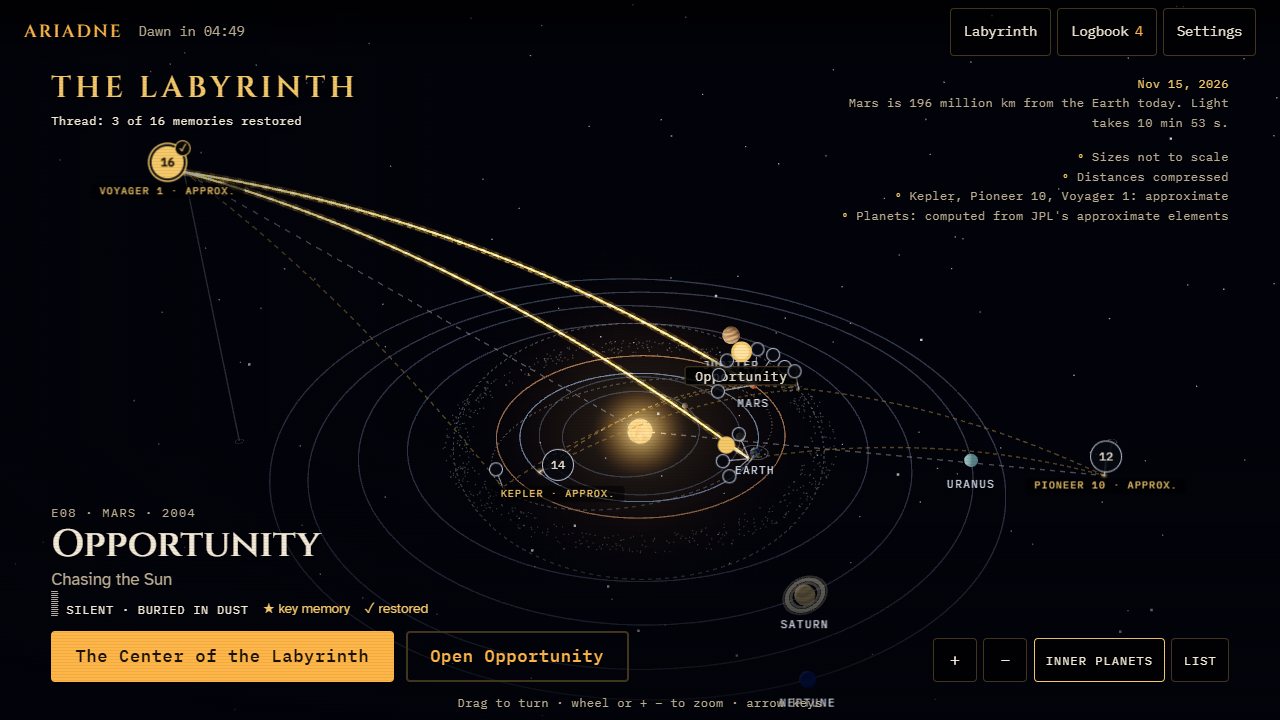 ARIADNE Dawn in 04:49
Labyrinth
Logbook 4
Settings
THE LABYRINTH
Thread: 3 of 16 memories restored
Nov 15, 2026
Mars is 196 million km from the Earth today. Light
takes 10 min 53 s.
° Sizes not to scale
° Distances compressed
° Kepler, Pioneer 10, Voyager 1: approximate
° Planets: computed from JPL's approximate elements
16 ✓
VOYAGER 1 · APPROX.
Opportunity
MARS
EARTH
14
KEPLER · APPROX.
12
PIONEER 10 · APPROX.
URANUS
SATURN
NEPTUNE
E08 · MARS · 2004
OPPORTUNITY
Chasing the Sun
SILENT · BURIED IN DUST ★ key memory ✓ restored
The Center of the Labyrinth
Open Opportunity
+
−
INNER PLANETS
LIST
Drag to turn · wheel or + − to zoom · arrow keys